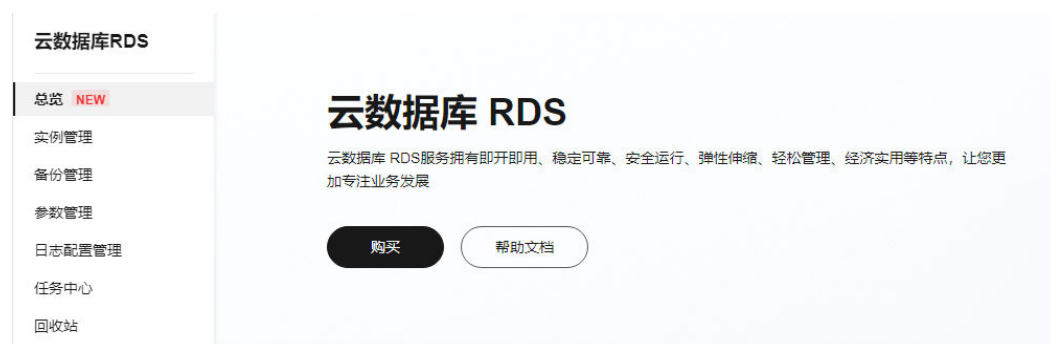 云数据库RDS
总览 NEW
实例管理
备份管理
参数管理
日志配置管理
任务中心
回收站
云数据库 RDS
云数据库 RDS服务拥有即开即用、稳定可靠、安全运行、弹性伸缩、轻松管理、经济实用等特点，让您更
加专注业务发展
购买 帮助文档